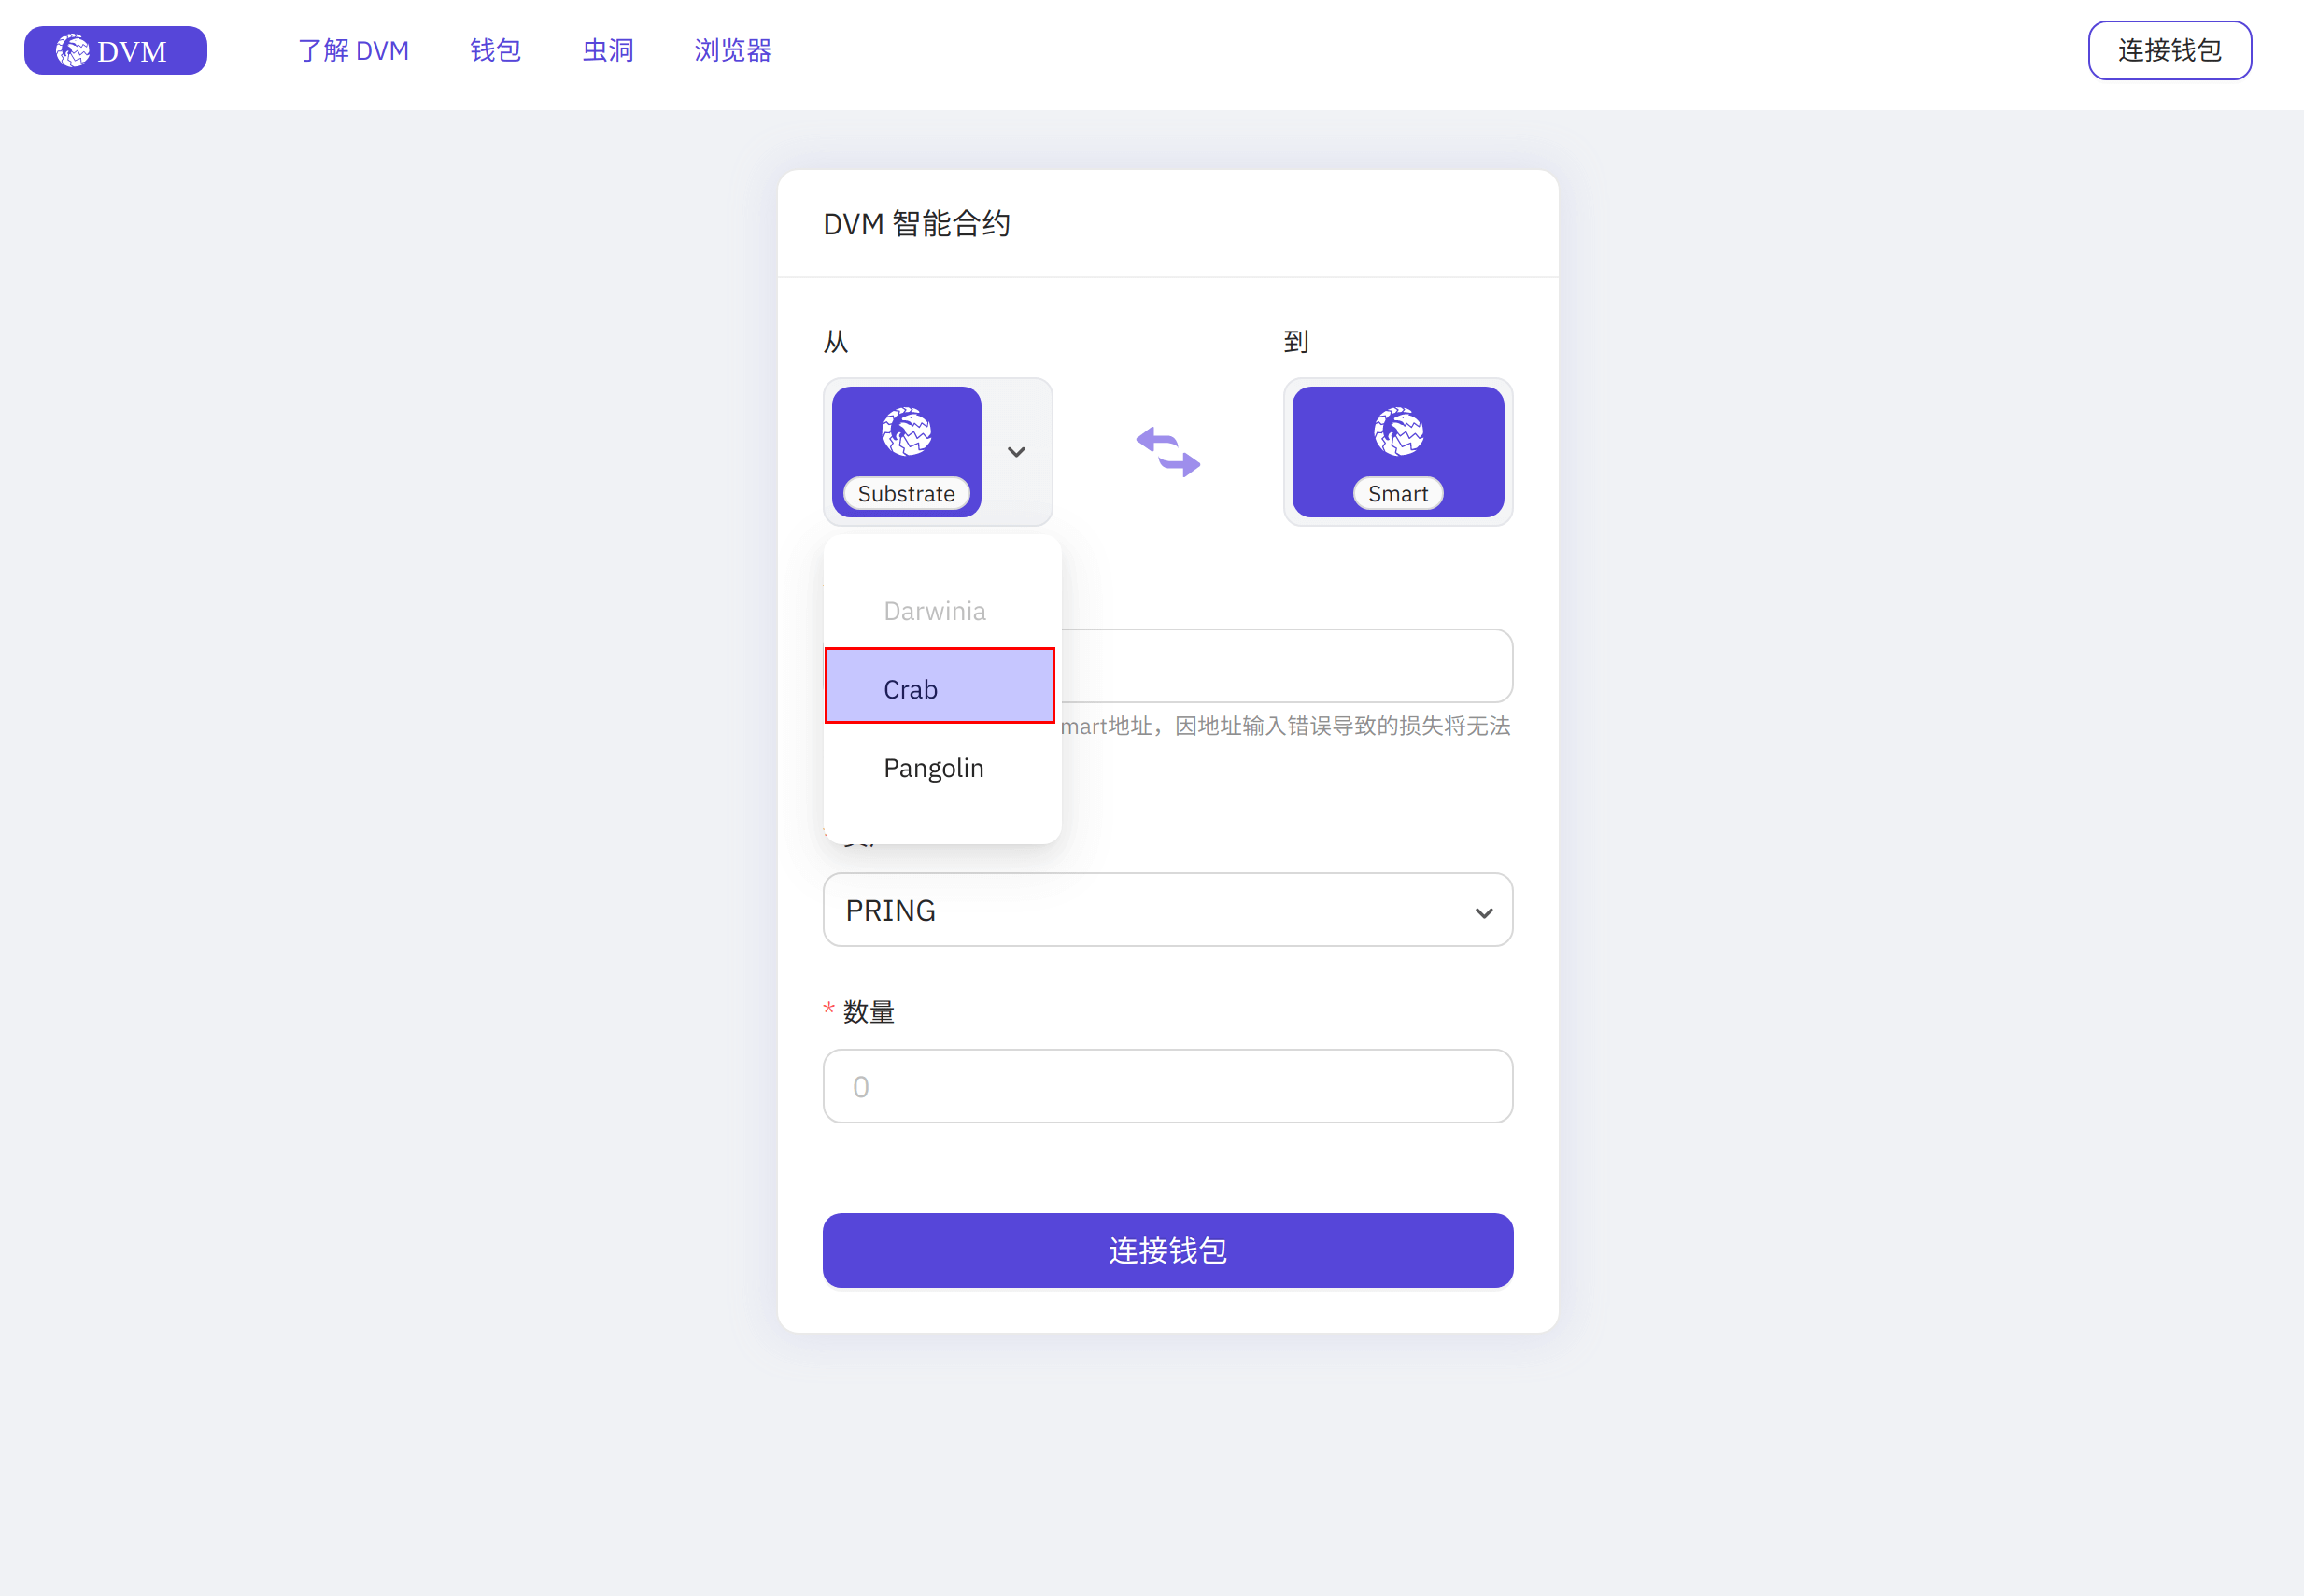 DVM
了解 DVM
钱包
虫洞
浏览器
连接钱包
DVM 智能合约
从
到
Substrate
Smart
Darwinia
Crab
Pangolin
mart地址，因地址输入错误导致的损失将无法
PRING
* 数量
0
连接钱包